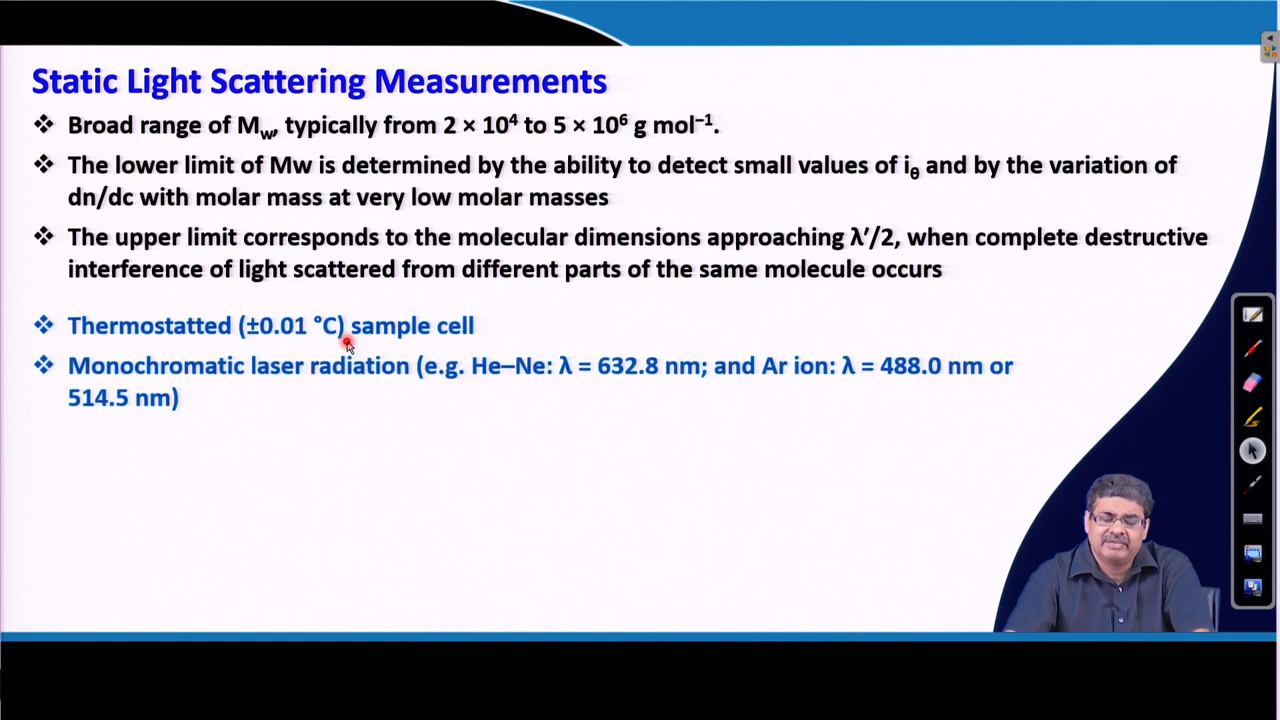 Static Light Scattering Measurements
❖ Broad range of Mw, typically from 2 × 10⁴ to 5 × 10⁶ g mol⁻¹.
❖ The lower limit of Mw is determined by the ability to detect small values of iθ and by the variation of
dn/dc with molar mass at very low molar masses
❖ The upper limit corresponds to the molecular dimensions approaching λ′/2, when complete destructive
interference of light scattered from different parts of the same molecule occurs
❖ Thermostatted (±0.01 °C) sample cell
❖ Monochromatic laser radiation (e.g. He–Ne: λ = 632.8 nm; and Ar ion: λ = 488.0 nm or
514.5 nm)